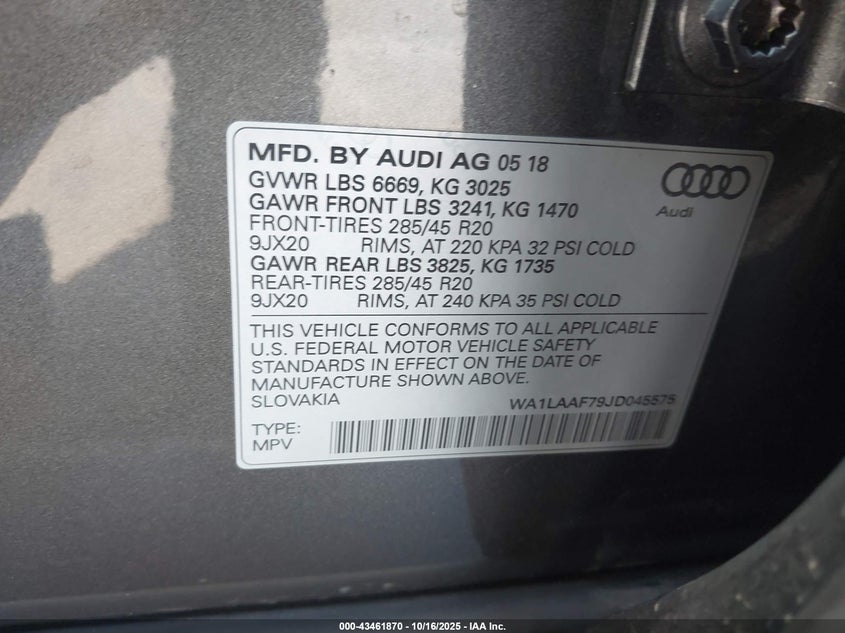 MFD. BY AUDI AG 05 18
GVWR LBS 6669, KG 3025
GAWR FRONT LBS 3241, KG 1470
FRONT-TIRES 285/45 R20
9JX20 RIMS, AT 220 KPA 32 PSI COLD
GAWR REAR LBS 3825, KG 1735
REAR-TIRES 285/45 R20
9JX20 RIMS, AT 240 KPA 35 PSI COLD
Audi
THIS VEHICLE CONFORMS TO ALL APPLICABLE
U.S. FEDERAL MOTOR VEHICLE SAFETY
STANDARDS IN EFFECT ON THE DATE OF
MANUFACTURE SHOWN ABOVE.
SLOVAKIA WA1LAAF79JD045575
TYPE:
MPV
000-43461870 - 10/16/2025 - IAA Inc.